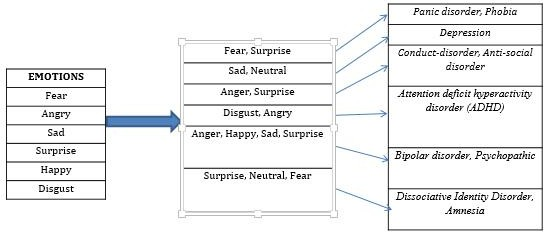 EMOTIONS
Fear
Angry
Sad
Surprise
Happy
Disgust
Fear, Surprise
Sad, Neutral
Anger, Surprise
Disgust, Angry
Anger, Happy, Sad, Surprise
Surprise, Neutral, Fear
Panic disorder, Phobia
Depression
Conduct-disorder, Anti-social
disorder
Attention deficit hyperactivity
disorder (ADHD)
Bipolar disorder, Psychopathic
Dissociative Identity Disorder,
Amnesia